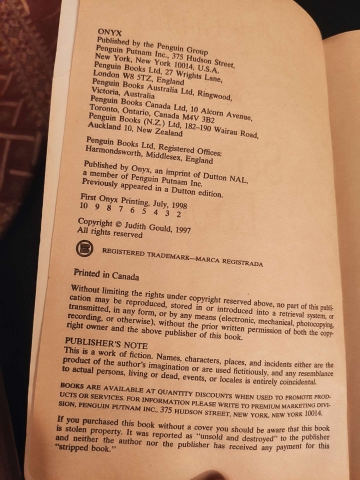 ONYX
Published by the Penguin Group
Penguin Putnam Inc., 375 Hudson Street,
New York, New York 10014, U.S.A.
Penguin Books Ltd, 27 Wrights Lane,
London W8 5TZ, England
Penguin Books Australia Ltd, Ringwood,
Victoria, Australia
Penguin Books Canada Ltd, 10 Alcorn Avenue,
Toronto, Ontario, Canada M4V 3B2
Penguin Books (N.Z.) Ltd, 182–190 Wairau Road,
Auckland 10, New Zealand
Penguin Books Ltd, Registered Offices:
Harmondsworth, Middlesex, England
Published by Onyx, an imprint of Dutton NAL,
a member of Penguin Putnam Inc.
Previously appeared in a Dutton edition.
First Onyx Printing, July, 1998
10 9 8 7 6 5 4 3 2
Copyright © Judith Gould, 1997
All rights reserved
REGISTERED TRADEMARK—MARCA REGISTRADA
Printed in Canada
Without limiting the rights under copyright reserved above, no part of this publi-
cation may be reproduced, stored in or introduced into a retrieval system, or
transmitted, in any form, or by any means (electronic, mechanical, photocopying,
recording, or otherwise), without the prior written permission of both the copy-
right owner and the above publisher of this book.
PUBLISHER'S NOTE
This is a work of fiction. Names, characters, places, and incidents either are the
product of the author's imagination or are used fictitiously, and any resemblance
to actual persons, living or dead, events, or locales is entirely coincidental.
BOOKS ARE AVAILABLE AT QUANTITY DISCOUNTS WHEN USED TO PROMOTE PROD-
UCTS OR SERVICES. FOR INFORMATION PLEASE WRITE TO PREMIUM MARKETING DIVI-
SION, PENGUIN PUTNAM INC., 375 HUDSON STREET, NEW YORK, NEW YORK 10014.
If you purchased this book without a cover you should be aware that this book
is stolen property. It was reported as "unsold and destroyed" to the publisher
and neither the author nor the publisher has received any payment for this
"stripped book."